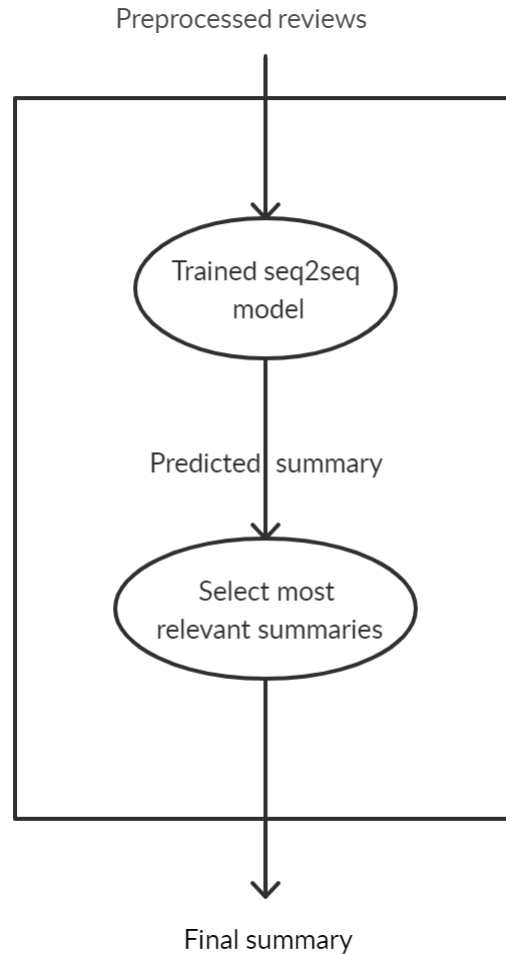 Preprocessed reviews
Trained seq2seq
model
Predicted summary
Select most
relevant summaries
Final summary